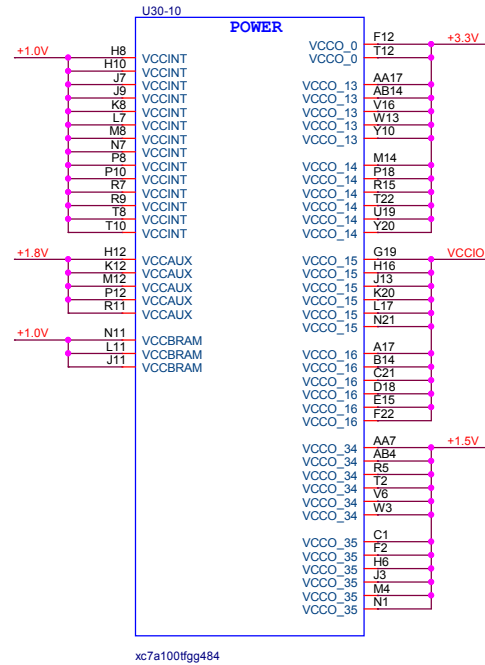 U30-10
POWER
+1.0V
H8 VCCINT
H10 VCCINT
J7 VCCINT
J9 VCCINT
K8 VCCINT
L7 VCCINT
M8 VCCINT
N7 VCCINT
P8 VCCINT
P10 VCCINT
R7 VCCINT
R9 VCCINT
T8 VCCINT
T10 VCCINT
+1.8V
H12 VCCAUX
K12 VCCAUX
M12 VCCAUX
P12 VCCAUX
R11 VCCAUX
+1.0V
N11 VCCBRAM
L11 VCCBRAM
J11 VCCBRAM
VCCO_0 F12 +3.3V
VCCO_0 T12
VCCO_13 AA17
VCCO_13 AB14
VCCO_13 V16
VCCO_13 W13
VCCO_13 Y10
VCCO_14 M14
VCCO_14 P18
VCCO_14 R15
VCCO_14 T22
VCCO_14 U19
VCCO_14 Y20
VCCO_15 G19 VCCIO
VCCO_15 H16
VCCO_15 J13
VCCO_15 K20
VCCO_15 L17
VCCO_15 N21
VCCO_16 A17
VCCO_16 B14
VCCO_16 C21
VCCO_16 D18
VCCO_16 E15
VCCO_16 F22
VCCO_34 AA7 +1.5V
VCCO_34 AB4
VCCO_34 R5
VCCO_34 T2
VCCO_34 V6
VCCO_34 W3
VCCO_35 C1
VCCO_35 F2
VCCO_35 H6
VCCO_35 J3
VCCO_35 M4
VCCO_35 N1
xc7a100tfgg484